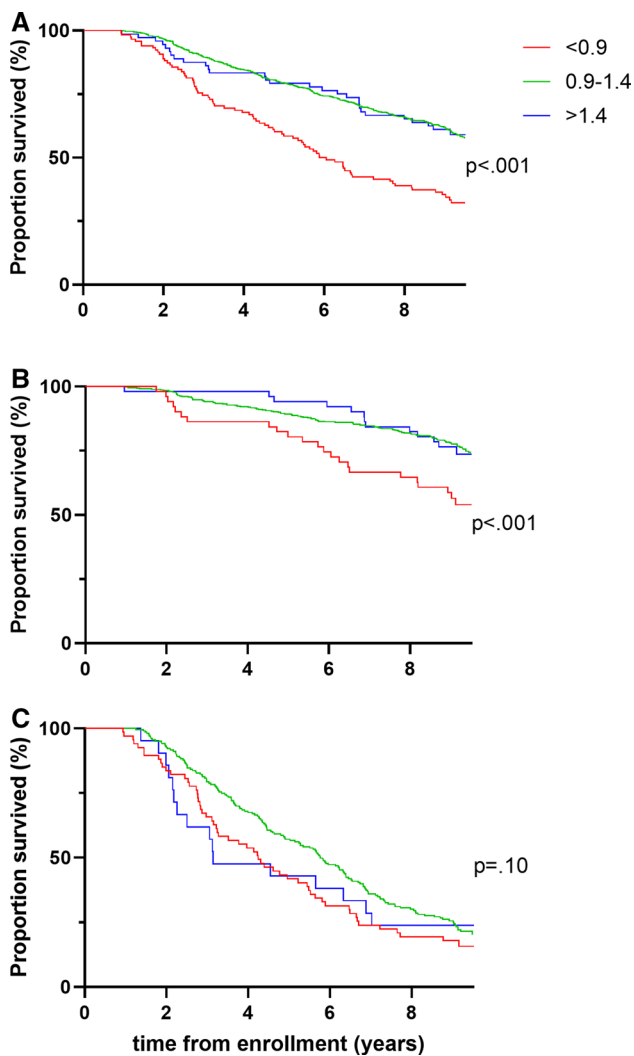 A
Proportion survived (%)
100
50
0
0 2 4 6 8
<0.9
0.9-1.4
>1.4
p<.001
B
Proportion survived (%)
100
50
0
0 2 4 6 8
p<.001
C
Proportion survived (%)
100
50
0
0 2 4 6 8
p=.10
time from enrollment (years)